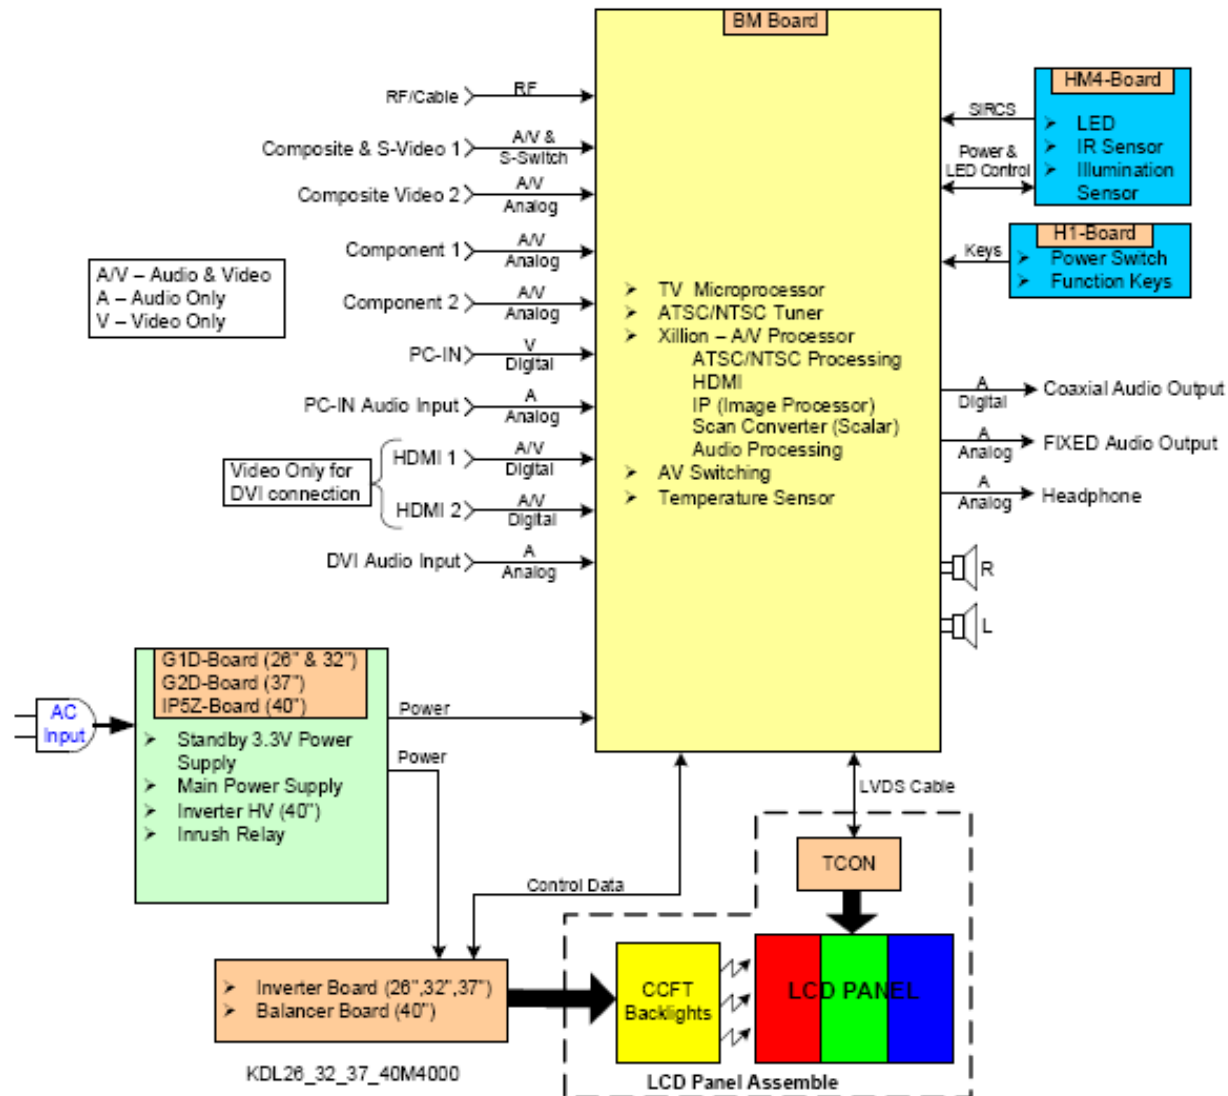 BM Board
RF/Cable
RF
Composite & S-Video 1
A/V &
S-Switch
Composite Video 2
A/V
Analog
Component 1
A/V
Analog
Component 2
A/V
Analog
PC-IN
V
Digital
PC-IN Audio Input
A
Analog
HDMI 1
A/V
Digital
HDMI 2
A/V
Digital
DVI Audio Input
A
Analog
A/V – Audio & Video
A – Audio Only
V – Video Only
Video Only for
DVI connection
➢ TV Microprocessor
➢ ATSC/NTSC Tuner
➢ Xillion – A/V Processor
ATSC/NTSC Processing
HDMI
IP (Image Processor)
Scan Converter (Scalar)
Audio Processing
➢ AV Switching
➢ Temperature Sensor
HM4-Board
➢ LED
➢ IR Sensor
➢ Illumination
Sensor
SIRCS
Power &
LED Control
H1-Board
➢ Power Switch
➢ Function Keys
Keys
A
Digital
Coaxial Audio Output
A
Analog
FIXED Audio Output
A
Analog
Headphone
R
L
AC
Input
G1D-Board (26" & 32")
G2D-Board (37")
IP5Z-Board (40")
➢ Standby 3.3V Power
Supply
➢ Main Power Supply
➢ Inverter HV (40")
➢ Inrush Relay
Power
Power
LVDS Cable
TCON
Control Data
➢ Inverter Board (26",32",37")
➢ Balancer Board (40")
CCFT
Backlights
LCD PANEL
KDL26_32_37_40M4000
LCD Panel Assemble